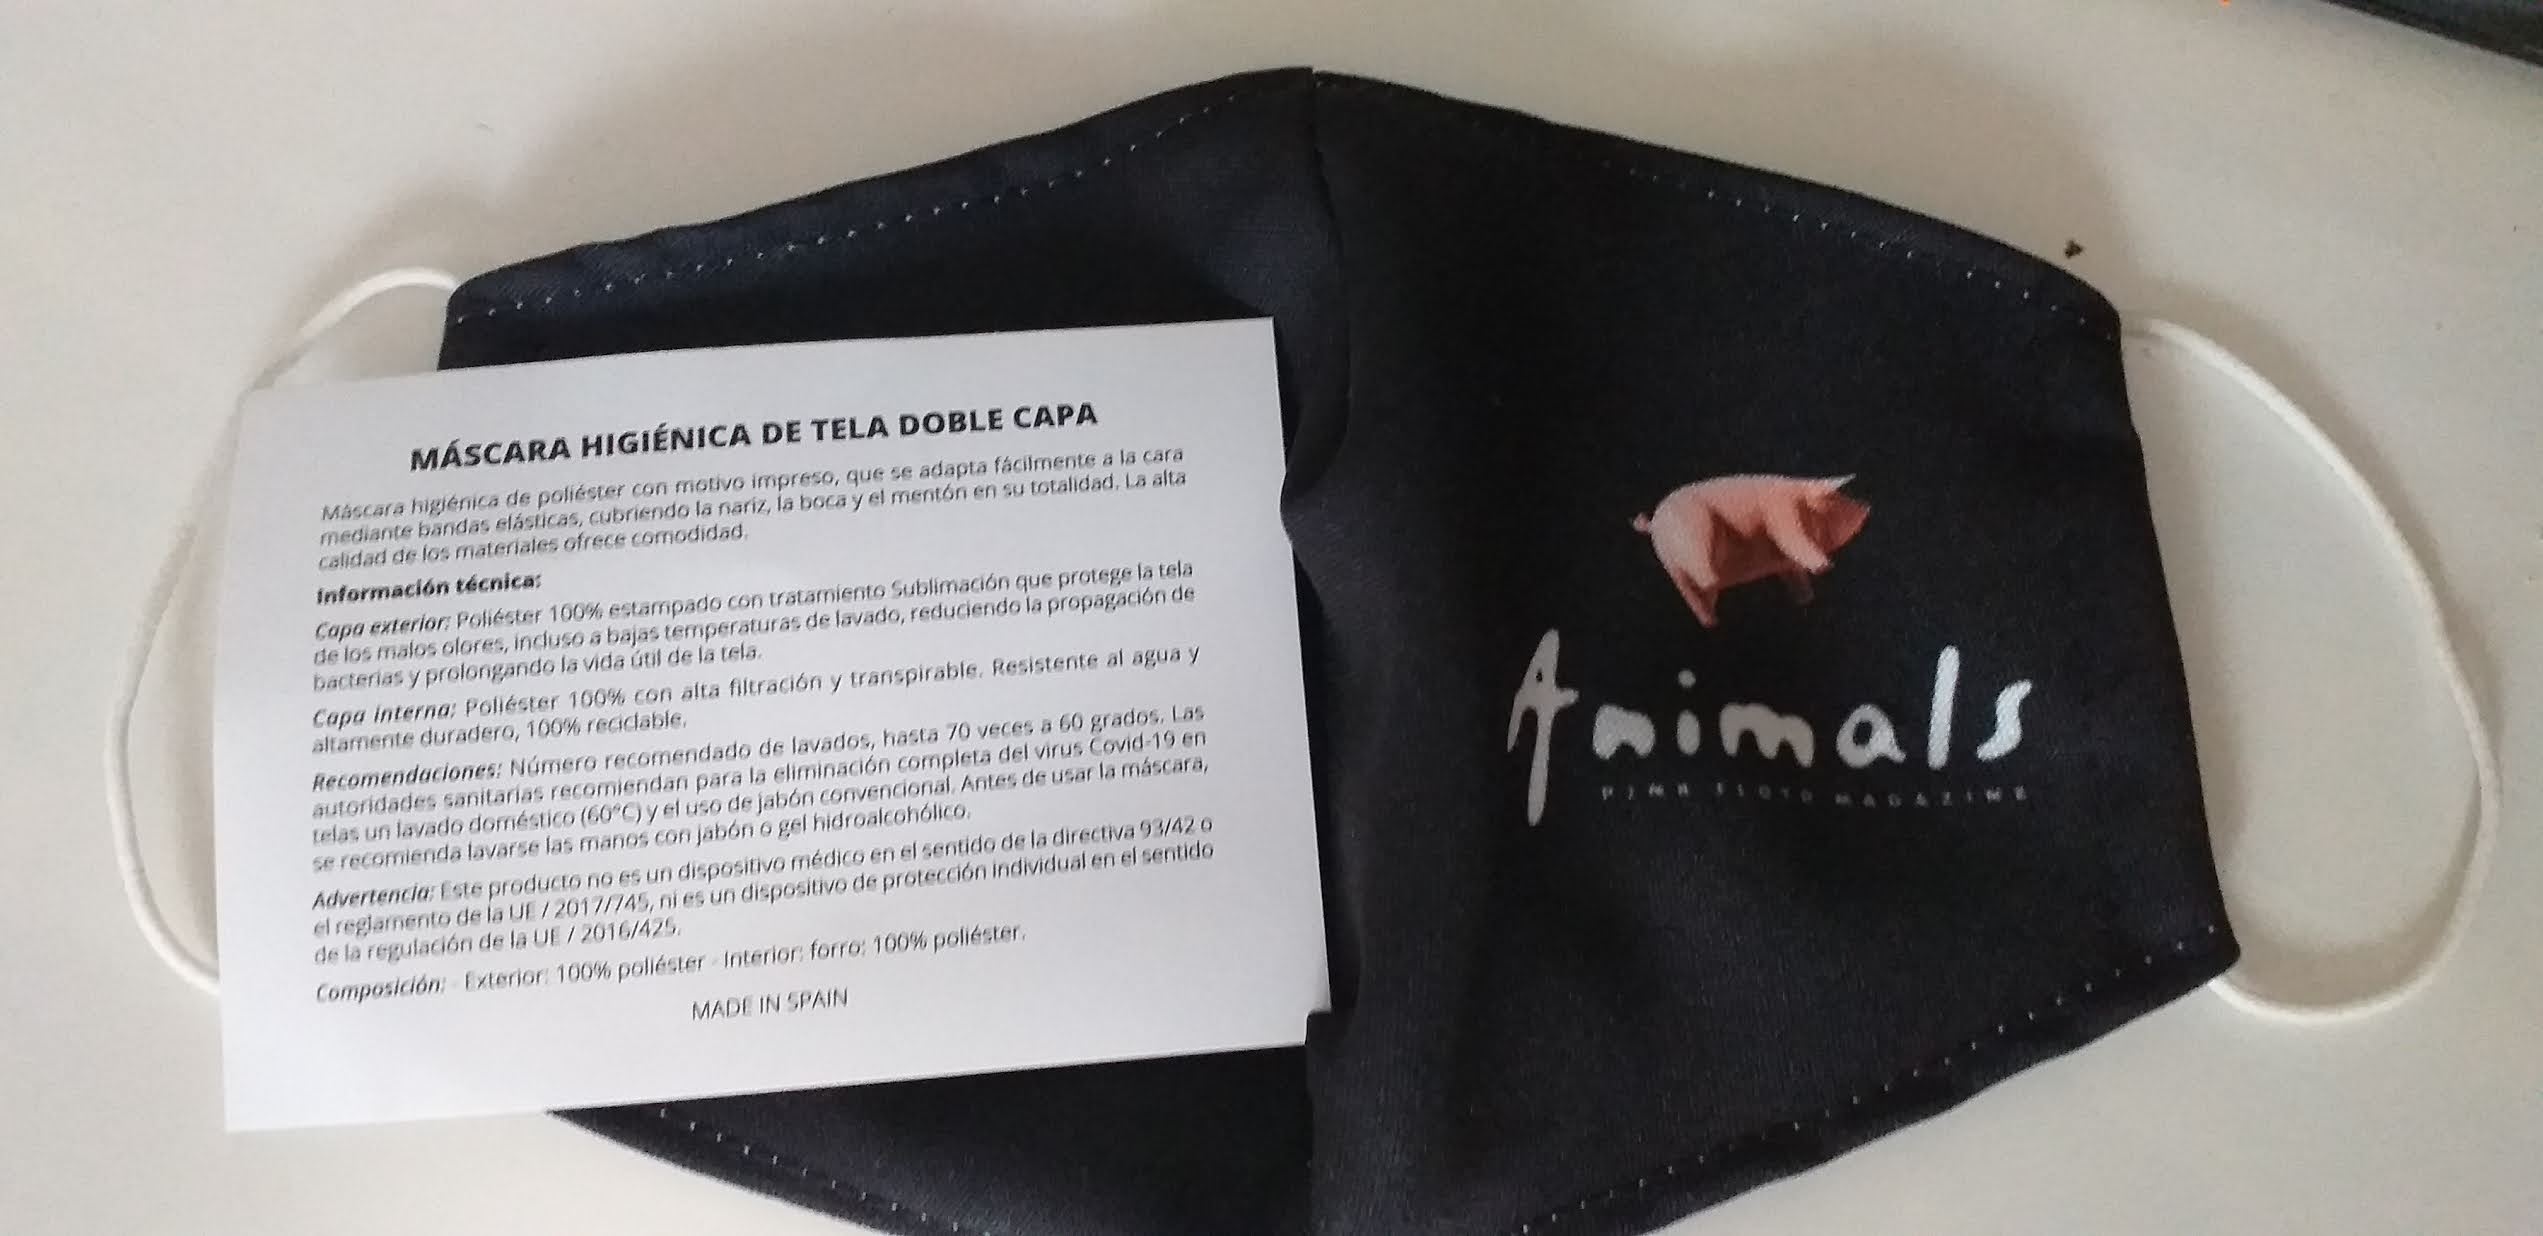 MÁSCARA HIGIÉNICA DE TELA DOBLE CAPA
Máscara higiénica de poliéster con motivo impreso, que se adapta fácilmente a la cara
mediante bandas elásticas, cubriendo la nariz, la boca y el mentón en su totalidad. La alta
calidad de los materiales ofrece comodidad.
Información técnica:
Capa exterior: Poliéster 100% estampado con tratamiento Sublimación que protege la tela
de los malos olores, incluso a bajas temperaturas de lavado, reduciendo la propagación de
bacterias y prolongando la vida útil de la tela.
Capa interna: Poliéster 100% con alta filtración y transpirable. Resistente al agua y
altamente duradero, 100% reciclable.
Recomendaciones: Número recomendado de lavados, hasta 70 veces a 60 grados. Las
autoridades sanitarias recomiendan para la eliminación completa del virus Covid-19 en
telas un lavado doméstico (60°C) y el uso de jabón convencional. Antes de usar la máscara,
se recomienda lavarse las manos con jabón o gel hidroalcohólico.
Advertencia: Este producto no es un dispositivo médico en el sentido de la directiva 93/42 o
el reglamento de la UE / 2017/745, ni es un dispositivo de protección individual en el sentido
de la regulación de la UE / 2016/425.
Composición: - Exterior: 100% poliéster - Interior: forro: 100% poliéster.
MADE IN SPAIN
Animals
PINK FLOYD MAGAZINE